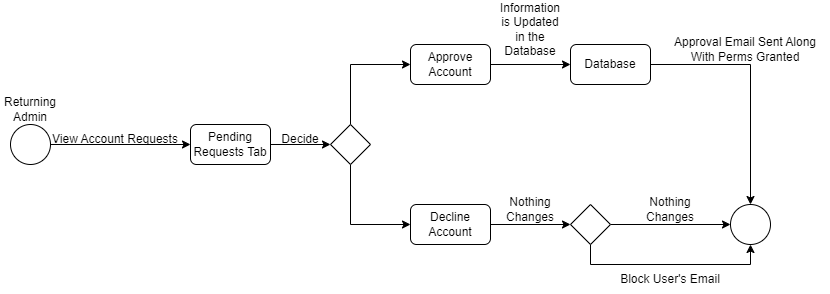 Returning
Admin
View Account Requests
Pending
Requests Tab
Decide
Approve
Account
Information
is Updated
in the
Database
Database
Approval Email Sent Along
With Perms Granted
Decline
Account
Nothing
Changes
Nothing
Changes
Block User's Email